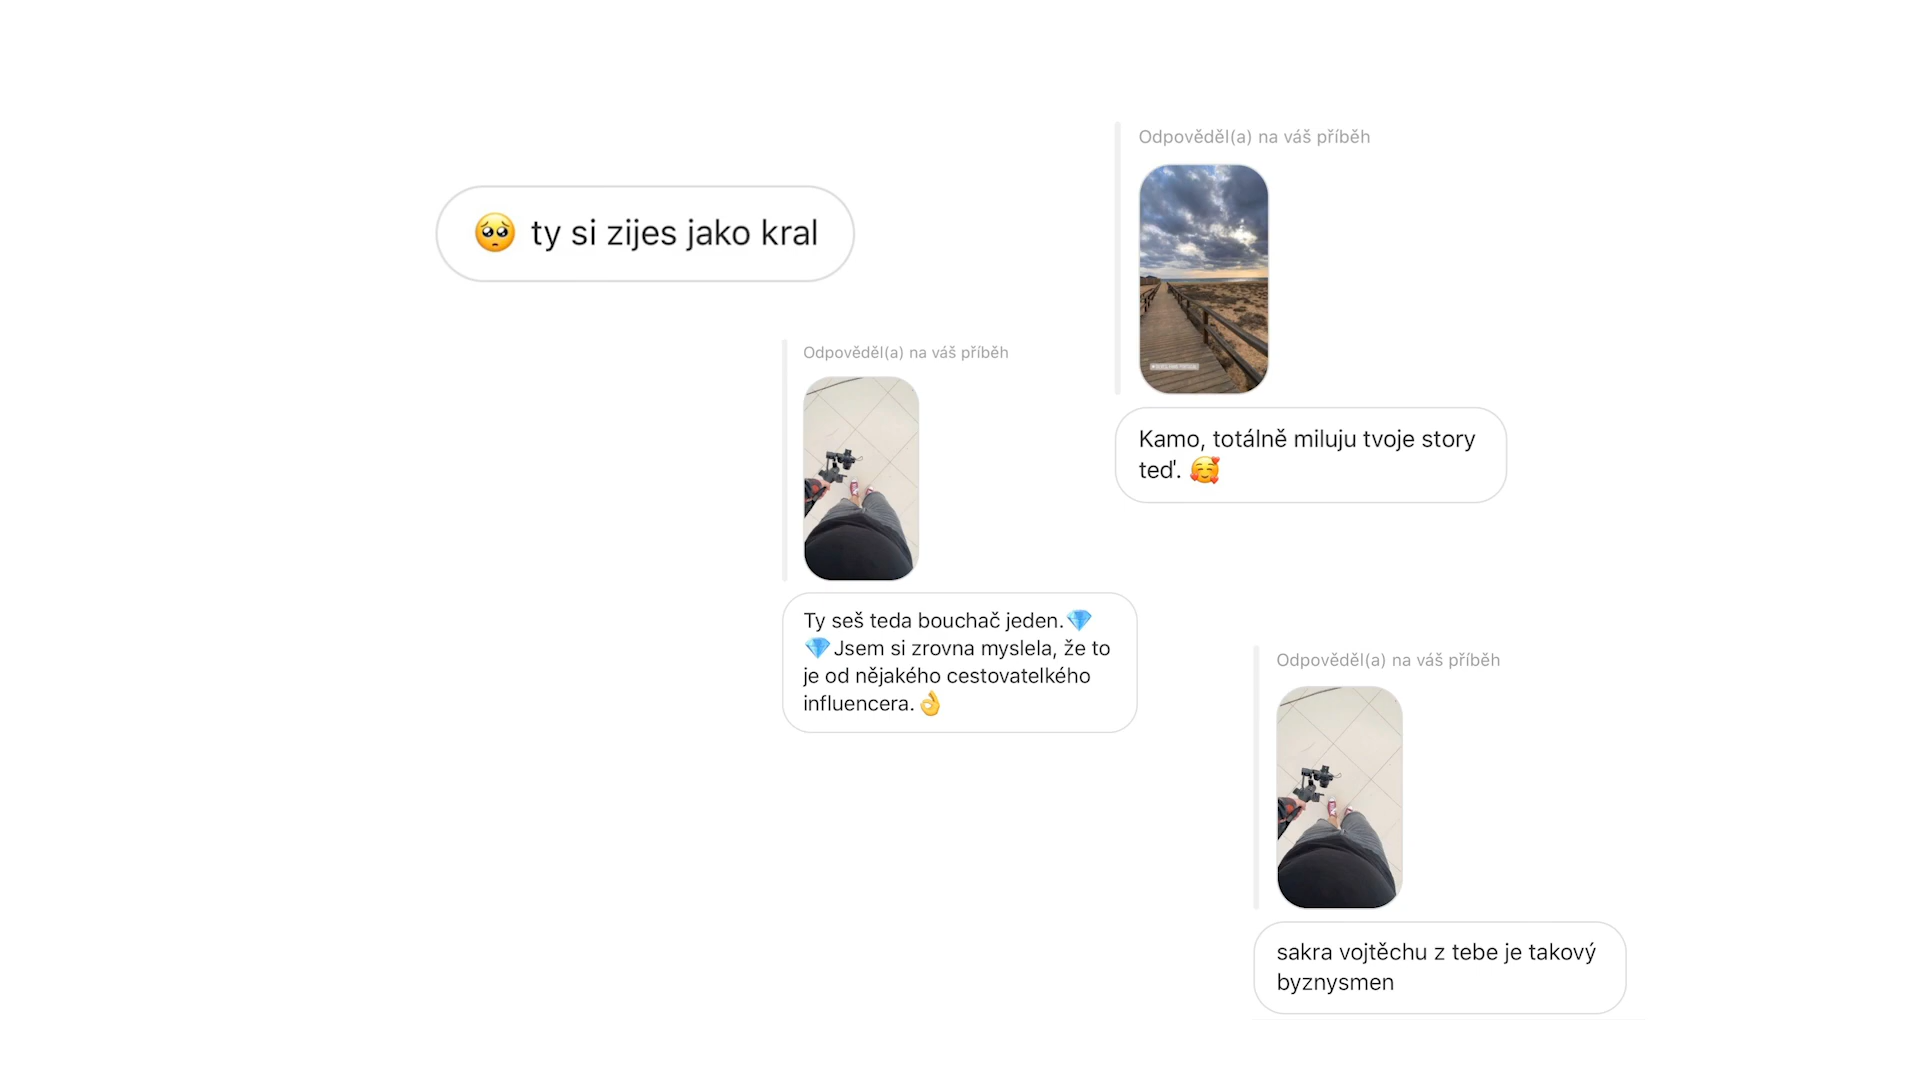 🥺 ty si zijes jako kral
Odpověděl(a) na váš příběh
Kamo, totálně miluju tvoje story
teď. 🥰
Odpověděl(a) na váš příběh
Ty seš teda bouchač jeden.💎
💎Jsem si zrovna myslela, že to
je od nějakého cestovatelkého
influencera.👌
Odpověděl(a) na váš příběh
sakra vojtěchu z tebe je takový
byznysmen